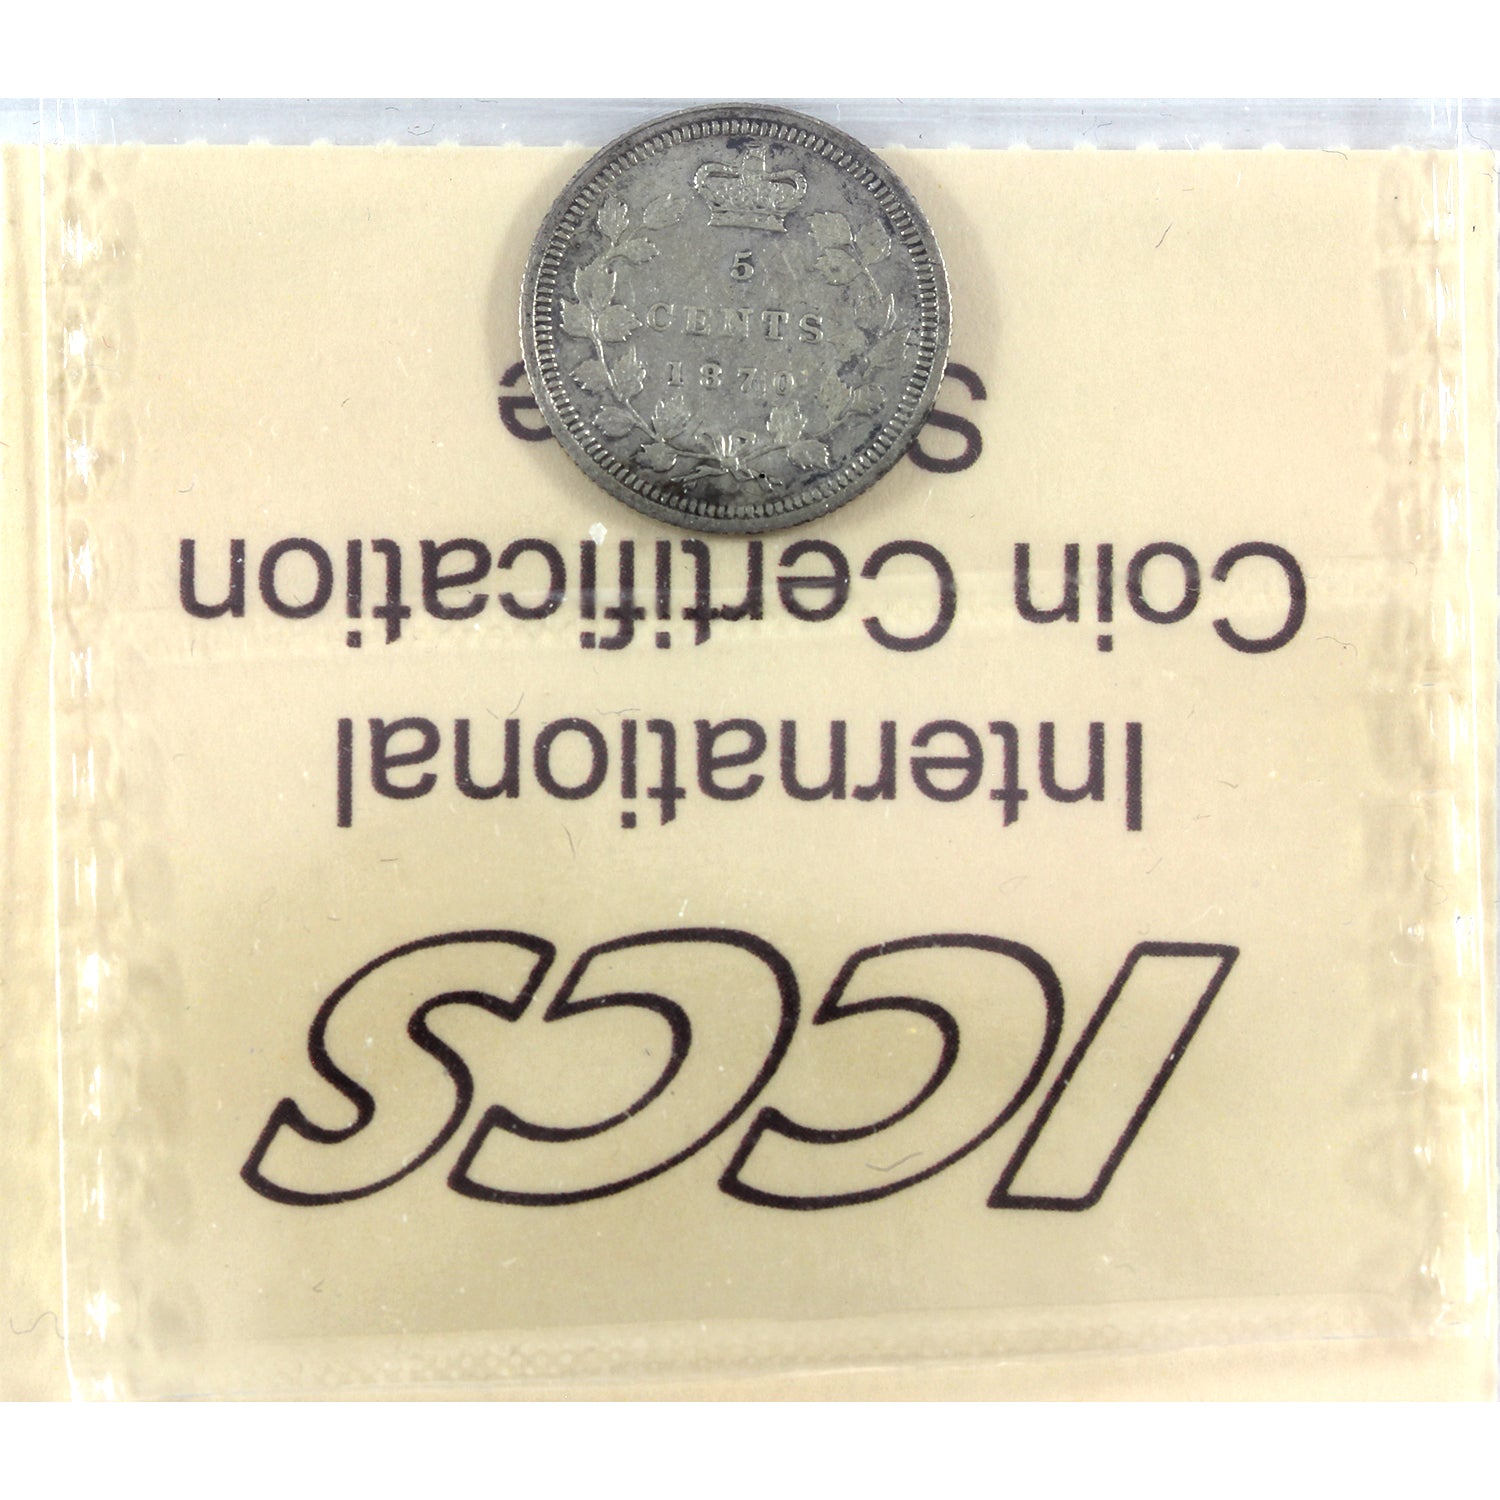 5
CENTS
1870
ICCS
International
Coin Certification
S e